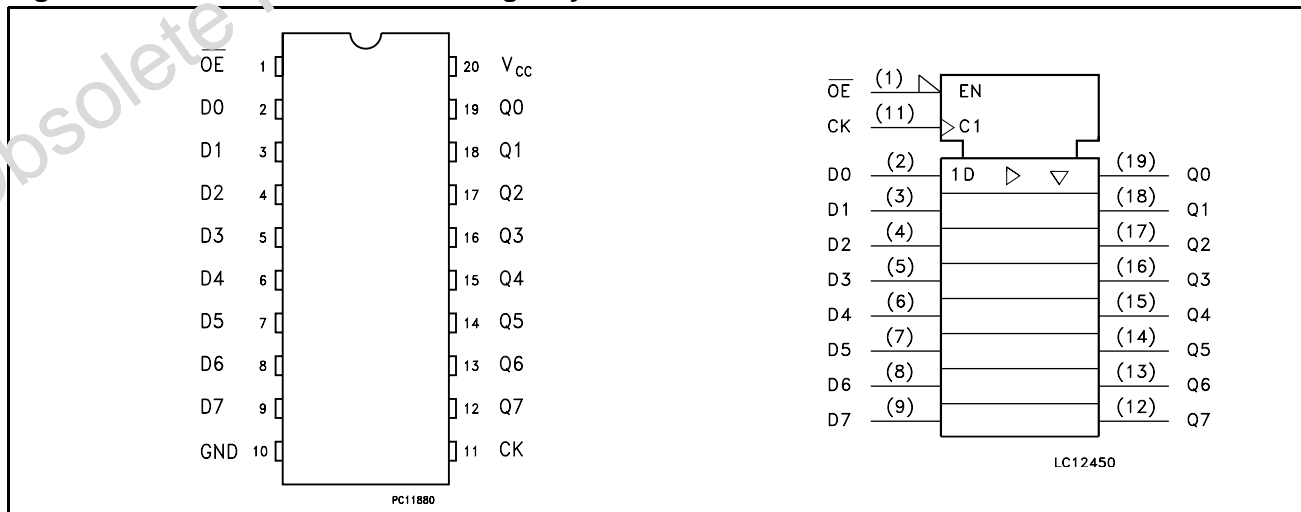 obsolete
OE 1 20 VCC
D0 2 19 Q0
D1 3 18 Q1
D2 4 17 Q2
D3 5 16 Q3
D4 6 15 Q4
D5 7 14 Q5
D6 8 13 Q6
D7 9 12 Q7
GND 10 11 CK
PC11880
OE (1) EN
CK (11) C1
D0 (2) 1D (19) Q0
D1 (3) (18) Q1
D2 (4) (17) Q2
D3 (5) (16) Q3
D4 (6) (15) Q4
D5 (7) (14) Q5
D6 (8) (13) Q6
D7 (9) (12) Q7
LC12450